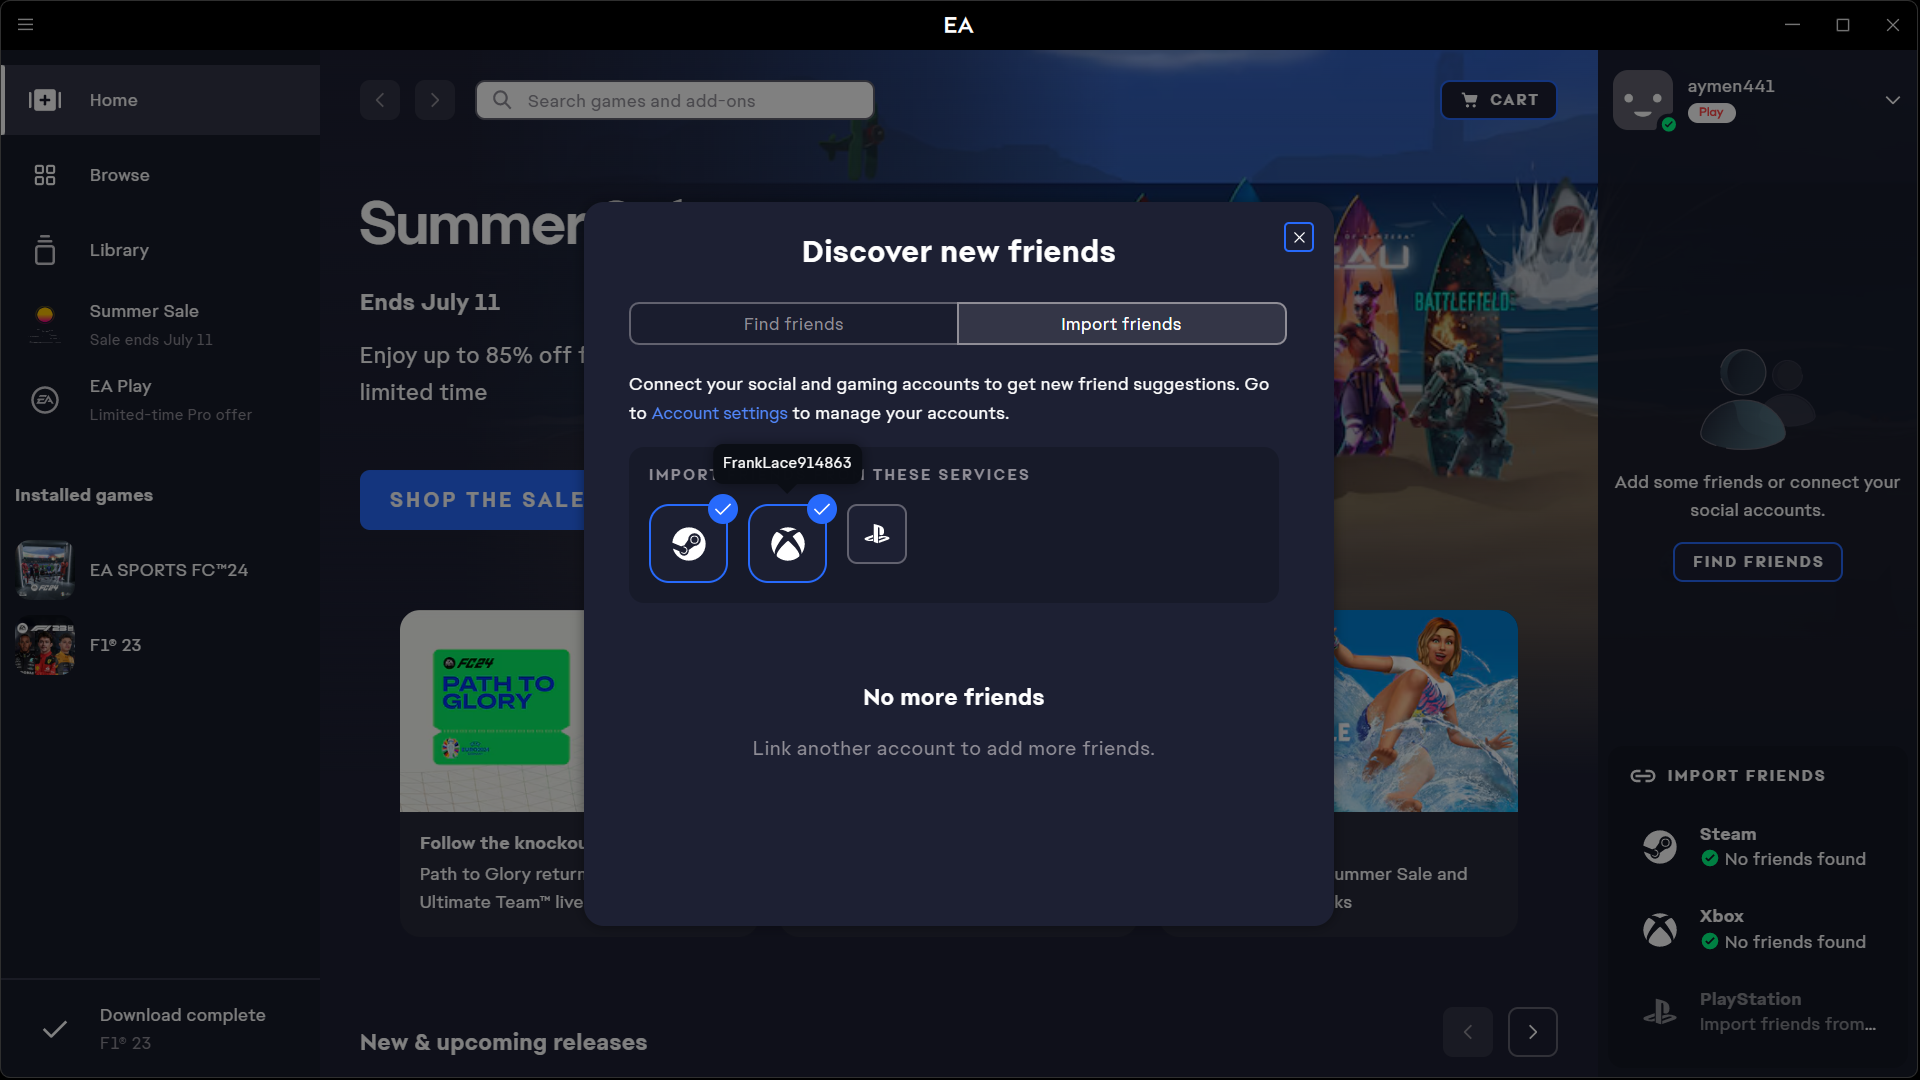 EA
Home
Browse
Library
Summer Sale
Sale ends July 11
EA Play
Limited-time Pro offer
Installed games
EA SPORTS FC™24
F1® 23
Download complete
F1® 23
Search games and add-ons
CART
Summer
Ends July 11
Enjoy up to 85% off f
limited time
SHOP THE SALE
BATTLEFIELD
FC24
PATH TO
GLORY
Follow the knockou
Path to Glory return
Ultimate Team™ live
ummer Sale and
ks
New & upcoming releases
Discover new friends
Find friends
Import friends
Connect your social and gaming accounts to get new friend suggestions. Go
to Account settings to manage your accounts.
FrankLace914863
IMPORT THESE SERVICES
No more friends
Link another account to add more friends.
aymen441
Play
Add some friends or connect your
social accounts.
FIND FRIENDS
IMPORT FRIENDS
Steam
No friends found
Xbox
No friends found
PlayStation
Import friends from...